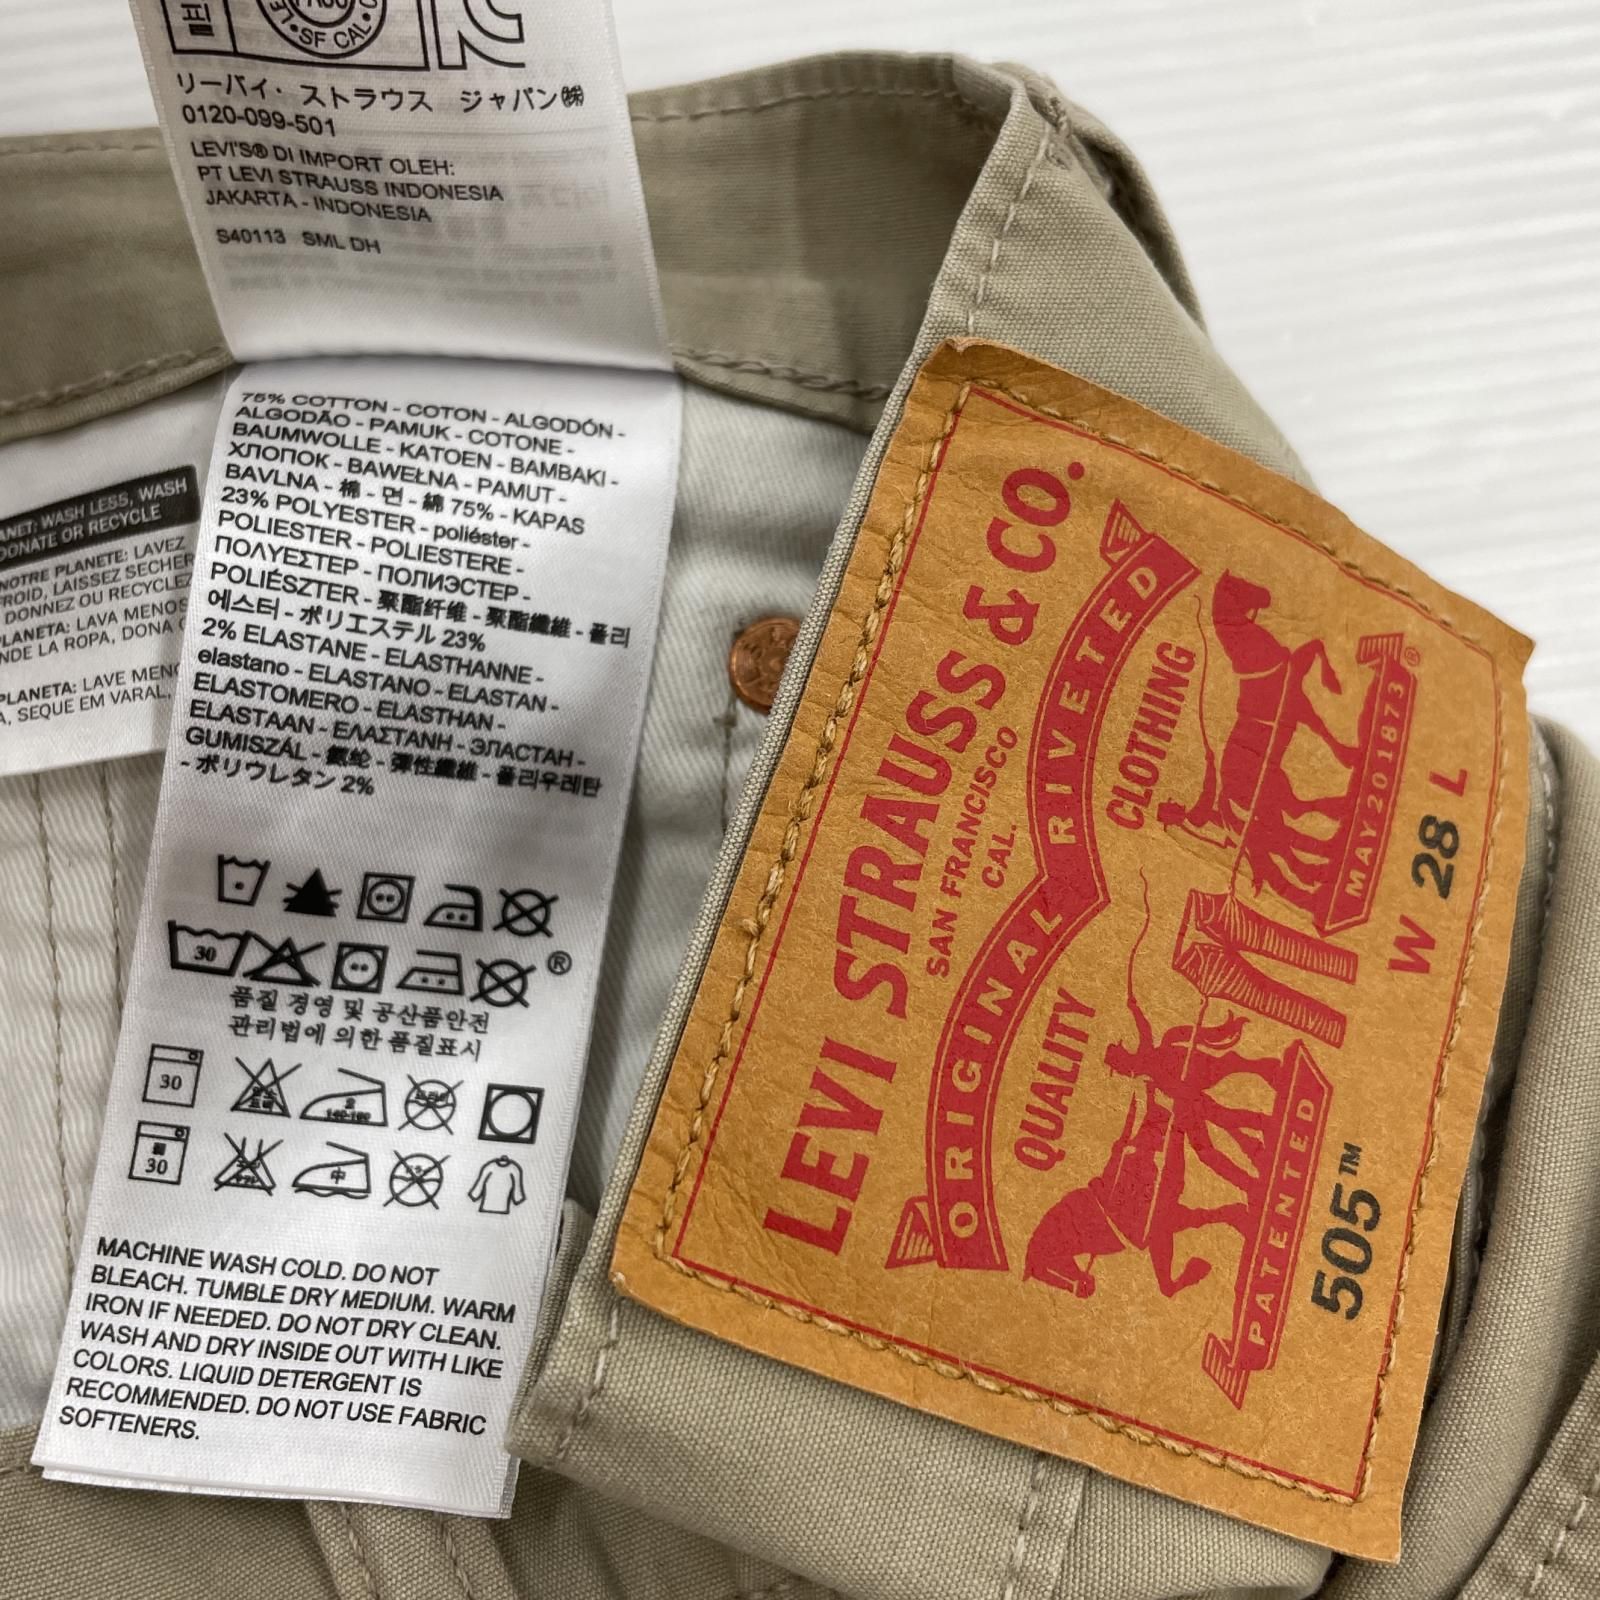 필
SF CAL
リーバイ・ストラウス ジャパン㈱
0120-099-501
LEVI'S® DI IMPORT OLEH:
PT LEVI STRAUSS INDONESIA
JAKARTA - INDONESIA
S40113 SML DH
75% COTTON - COTON - ALGODÓN -
ALGODÃO - PAMUK - COTONE -
BAUMWOLLE - KATOEN - BAMBAKI -
ХЛОПОК - BAWEŁNA - PAMUT -
BAVLNA - 棉 - 면 - 綿 75% - KAPAS
23% POLYESTER - poliéster -
POLIESTER - POLIESTERE -
ΠΟΛΥΕΣΤΕΡ - ПОЛИЭСТЕР -
POLIÉSZTER - 聚酯纤维 - 聚酯纖維 - 폴리
에스터 - ポリエステル 23%
2% ELASTANE - ELASTHANNE -
elastano - ELASTANO - ELASTAN -
ELASTOMERO - ELASTHAN -
ELASTAAN - ΕΛΑΣΤΑΝΗ - ЭЛАСТАН -
GUMISZÁL - 氨纶 - 彈性纖維 - 폴리우레탄
- ポリウレタン 2%
30
®
품질 경영 및 공산품안전
관리법에 의한 품질표시
30
140-160
30
中
MACHINE WASH COLD. DO NOT
BLEACH. TUMBLE DRY MEDIUM. WARM
IRON IF NEEDED. DO NOT DRY CLEAN.
WASH AND DRY INSIDE OUT WITH LIKE
COLORS. LIQUID DETERGENT IS
RECOMMENDED. DO NOT USE FABRIC
SOFTENERS.
ANET: WASH LESS, WASH
DONATE OR RECYCLE
NOTRE PLANETE: LAVEZ
FROID, LAISSEZ SECHER
DONNEZ OU RECYCLEZ
PLANETA: LAVA MENOS
NDE LA ROPA, DONA
PLANETA: LAVE MENO
A, SEQUE EM VARAL,
LEVI STRAUSS & CO.
SAN FRANCISCO
CAL.
ORIGINAL RIVETED
QUALITY CLOTHING
PATENTED MAY 20 1873
®
505™ W 28 L